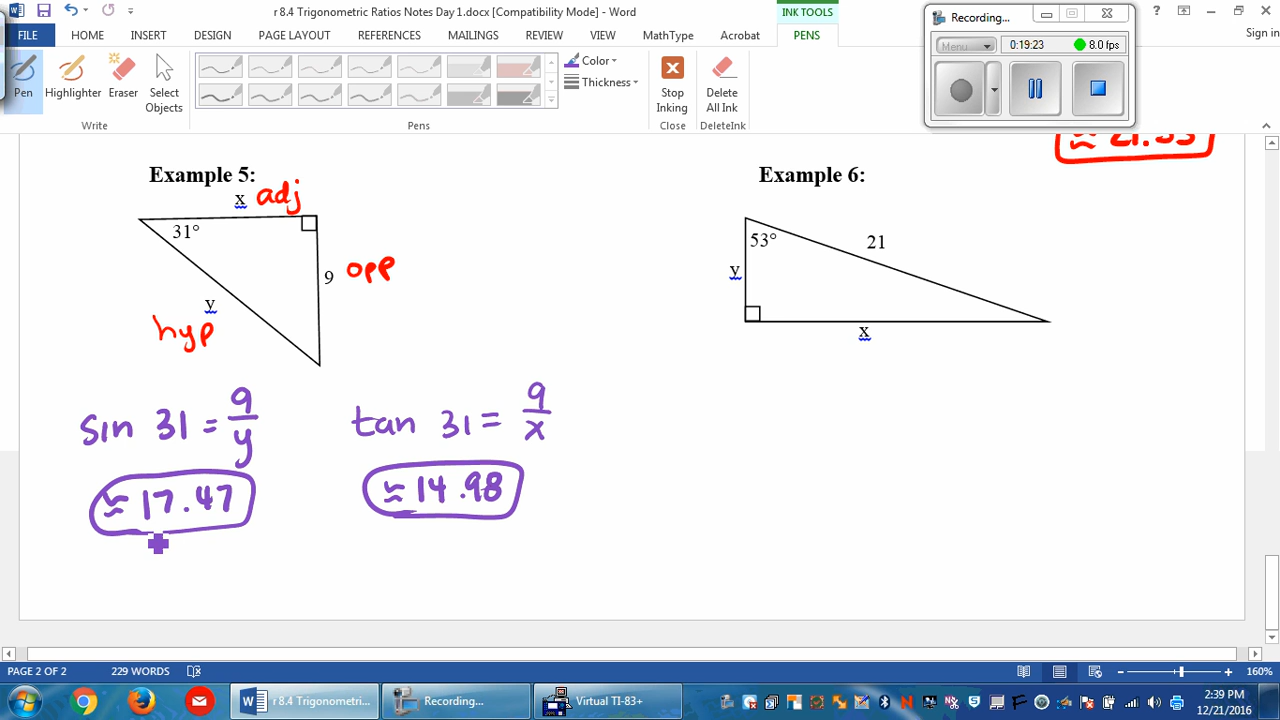 r 8.4 Trigonometric Ratios Notes Day 1.docx [Compatibility Mode] - Word
INK TOOLS
FILE HOME INSERT DESIGN PAGE LAYOUT REFERENCES MAILINGS REVIEW VIEW MathType Acrobat PENS
Sign in
Recording...
Menu 0:19:23 8.0 fps
Pen Highlighter Eraser Select Objects
Color
Thickness
Stop Inking
Delete All Ink
Write Pens Close DeleteInk
≈ 21.55
Example 5:
x adj
31°
9 opp
y
hyp
sin 31 = 9/y
≈ 17.47
tan 31 = 9/x
≈ 14.98
Example 6:
53° 21
y
x
PAGE 2 OF 2 229 WORDS 160%
r 8.4 Trigonometri... Recording... Virtual TI-83+
2:39 PM
12/21/2016